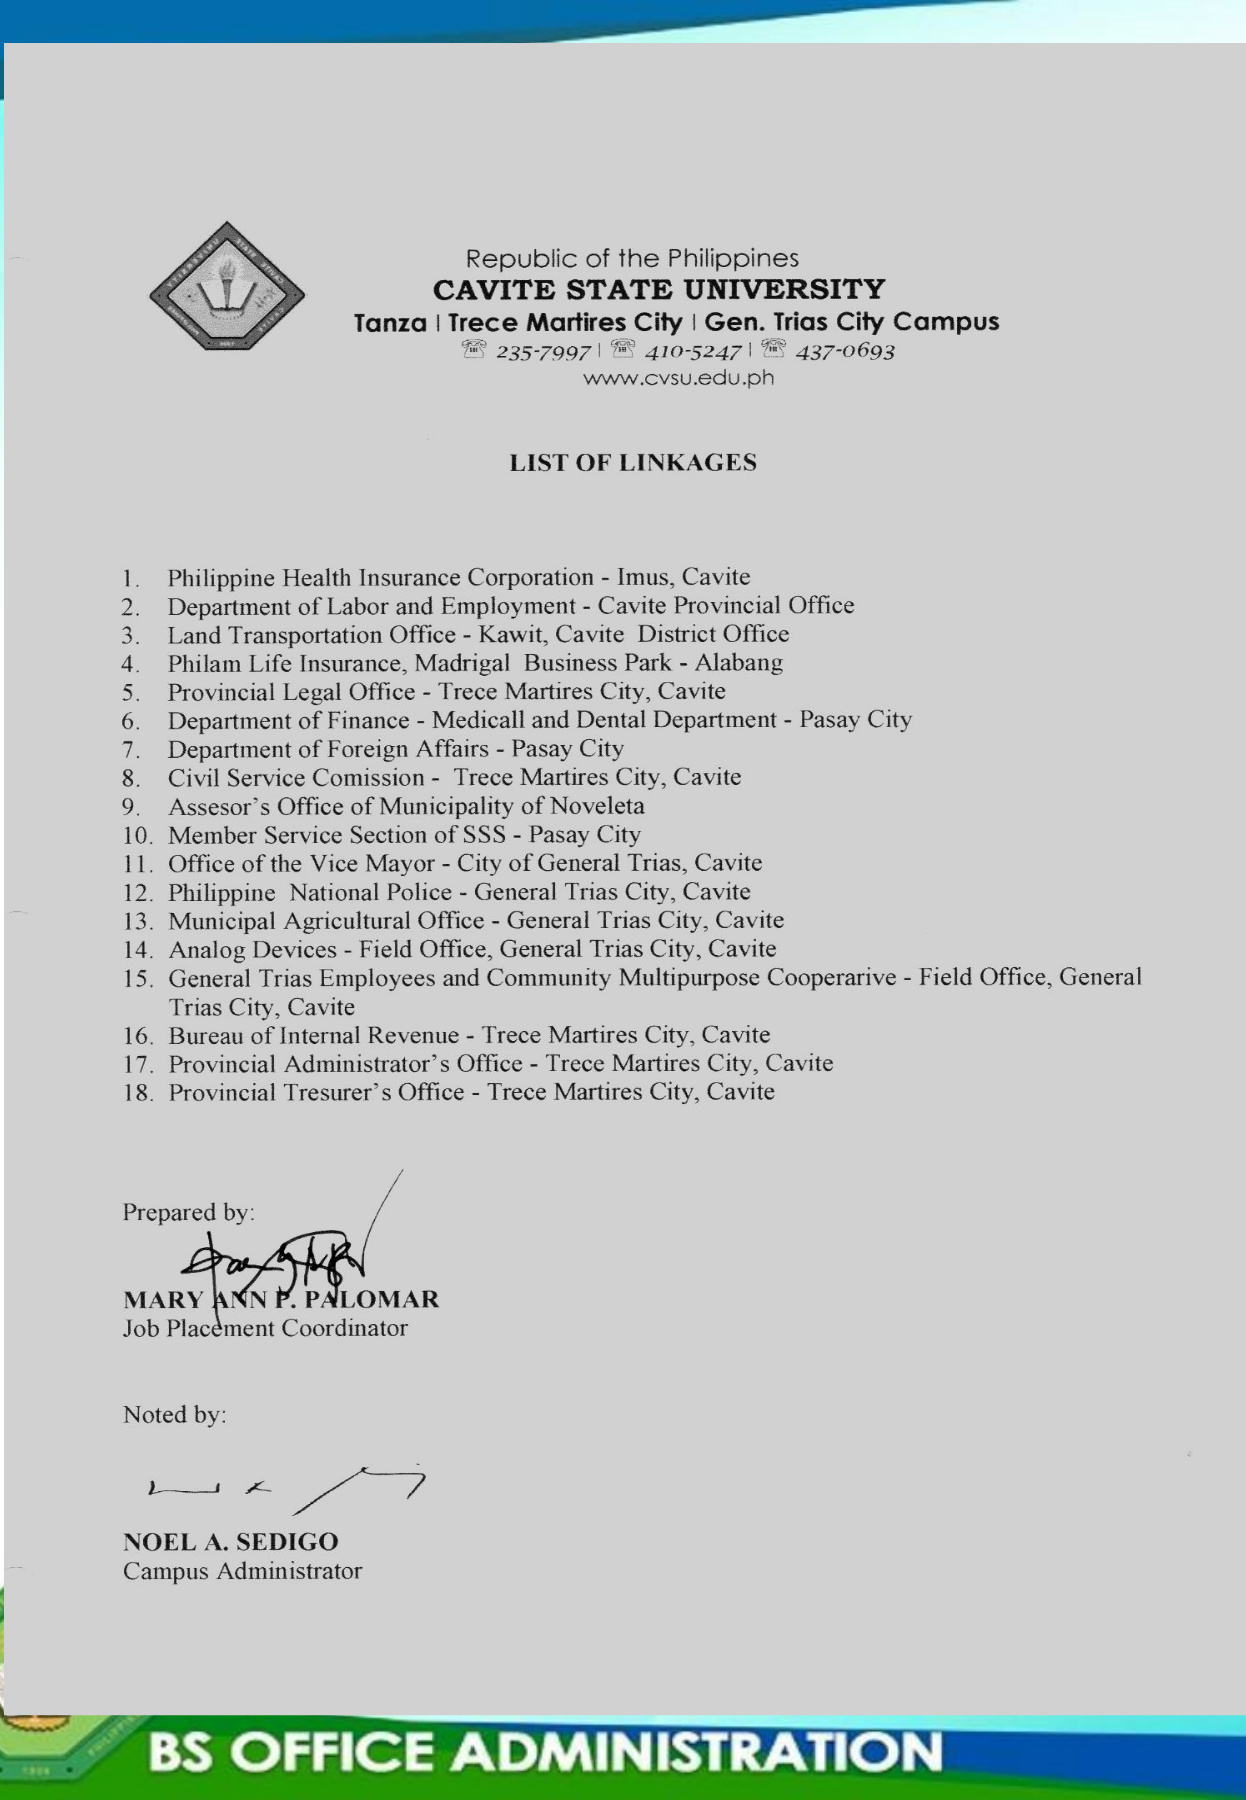 Republic of the Philippines
CAVITE STATE UNIVERSITY
Tanza | Trece Martires City | Gen. Trias City Campus
☏ 235-7997 | ☏ 410-5247 | ☏ 437-0693
www.cvsu.edu.ph
LIST OF LINKAGES
1. Philippine Health Insurance Corporation - Imus, Cavite
2. Department of Labor and Employment - Cavite Provincial Office
3. Land Transportation Office - Kawit, Cavite District Office
4. Philam Life Insurance, Madrigal Business Park - Alabang
5. Provincial Legal Office - Trece Martires City, Cavite
6. Department of Finance - Medicall and Dental Department - Pasay City
7. Department of Foreign Affairs - Pasay City
8. Civil Service Comission - Trece Martires City, Cavite
9. Assesor's Office of Municipality of Noveleta
10. Member Service Section of SSS - Pasay City
11. Office of the Vice Mayor - City of General Trias, Cavite
12. Philippine National Police - General Trias City, Cavite
13. Municipal Agricultural Office - General Trias City, Cavite
14. Analog Devices - Field Office, General Trias City, Cavite
15. General Trias Employees and Community Multipurpose Cooperarive - Field Office, General
Trias City, Cavite
16. Bureau of Internal Revenue - Trece Martires City, Cavite
17. Provincial Administrator's Office - Trece Martires City, Cavite
18. Provincial Tresurer's Office - Trece Martires City, Cavite
Prepared by:
MARY ANN P. PALOMAR
Job Placement Coordinator
Noted by:
NOEL A. SEDIGO
Campus Administrator
BS OFFICE ADMINISTRATION